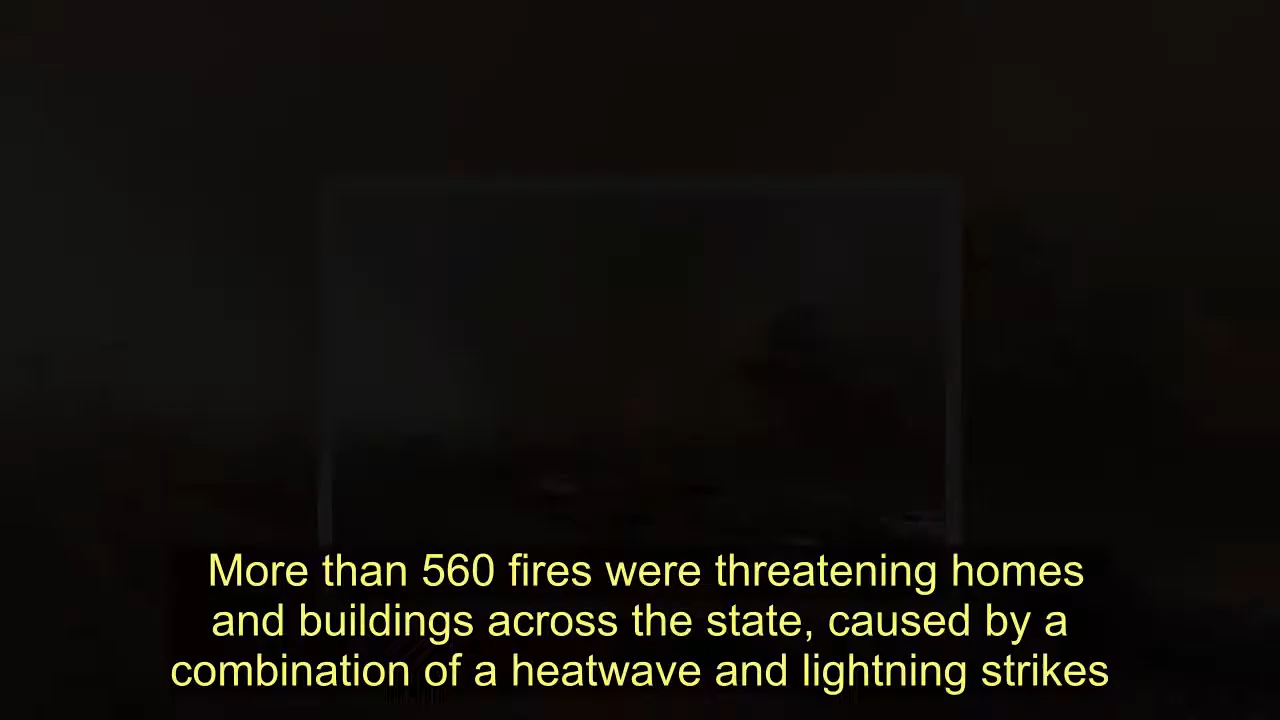 More than 560 fires were threatening homes
and buildings across the state, caused by a
combination of a heatwave and lightning strikes